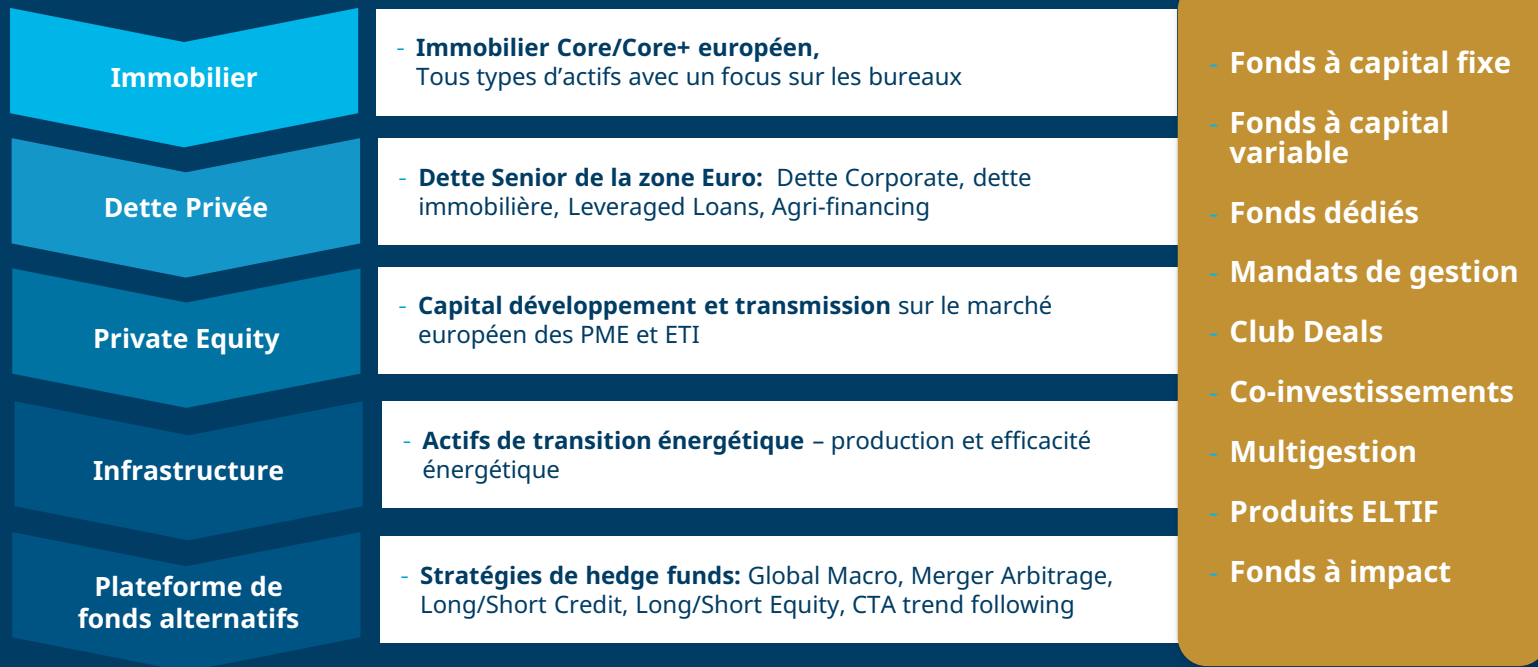 Immobilier
- Immobilier Core/Core+ européen,
Tous types d’actifs avec un focus sur les bureaux
Dette Privée
- Dette Senior de la zone Euro: Dette Corporate, dette
immobilière, Leveraged Loans, Agri-financing
Private Equity
- Capital développement et transmission sur le marché
européen des PME et ETI
Infrastructure
- Actifs de transition énergétique – production et efficacité
énergétique
Plateforme de
fonds alternatifs
- Stratégies de hedge funds: Global Macro, Merger Arbitrage,
Long/Short Credit, Long/Short Equity, CTA trend following
- Fonds à capital fixe
- Fonds à capital
variable
- Fonds dédiés
- Mandats de gestion
- Club Deals
- Co-investissements
- Multigestion
- Produits ELTIF
- Fonds à impact